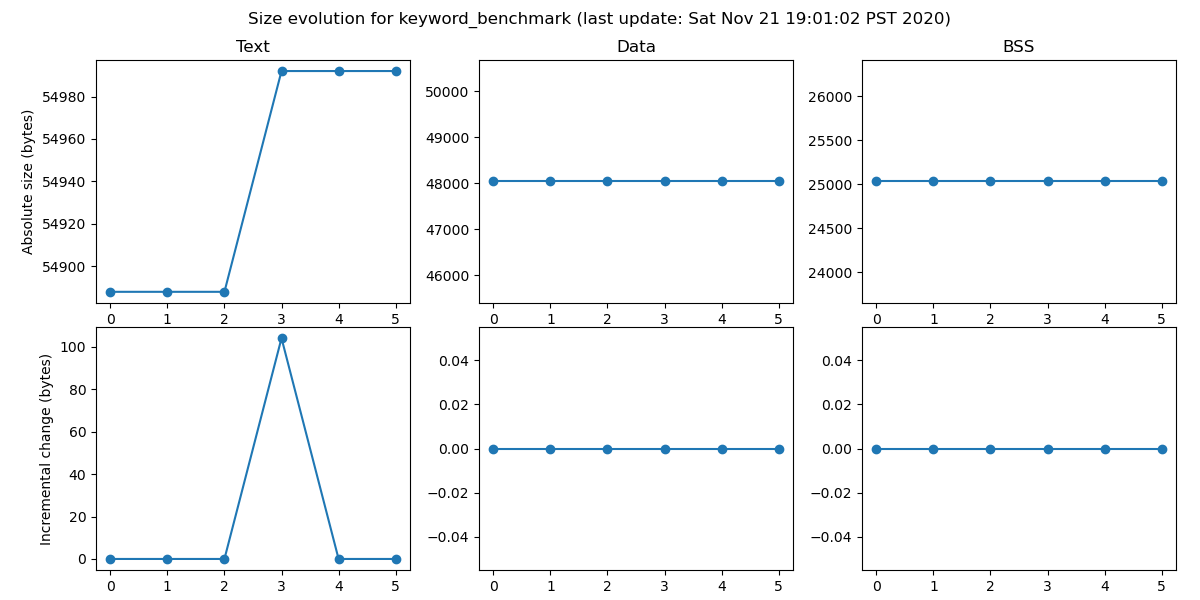 Size evolution for keyword_benchmark (last update: Sat Nov 21 19:01:02 PST 2020)
Text
Data
BSS
Absolute size (bytes)
54980
54960
54940
54920
54900
0 1 2 3 4 5
50000
49000
48000
47000
46000
0 1 2 3 4 5
26000
25500
25000
24500
24000
0 1 2 3 4 5
Incremental change (bytes)
100
80
60
40
20
0
0 1 2 3 4 5
0.04
0.02
0.00
−0.02
−0.04
0 1 2 3 4 5
0.04
0.02
0.00
−0.02
−0.04
0 1 2 3 4 5